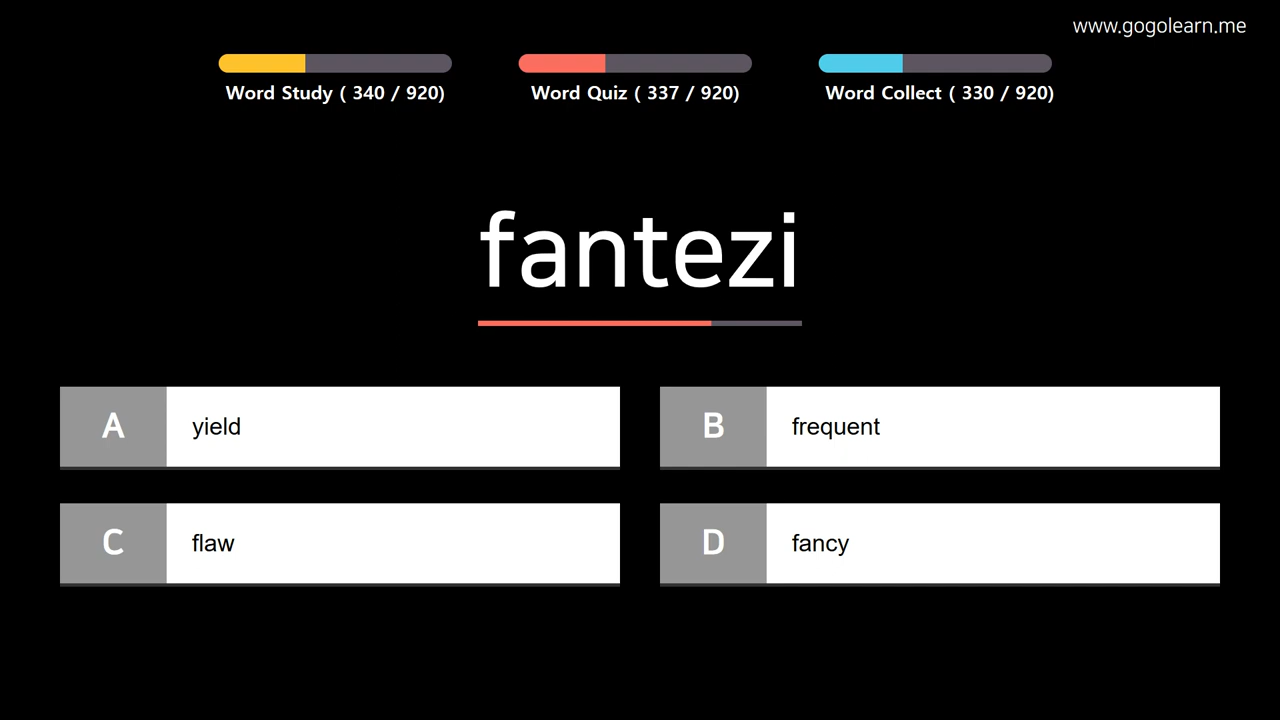 www.gogolearn.me
Word Study ( 340 / 920)
Word Quiz ( 337 / 920)
Word Collect ( 330 / 920)
fantezi
A yield
B frequent
C flaw
D fancy